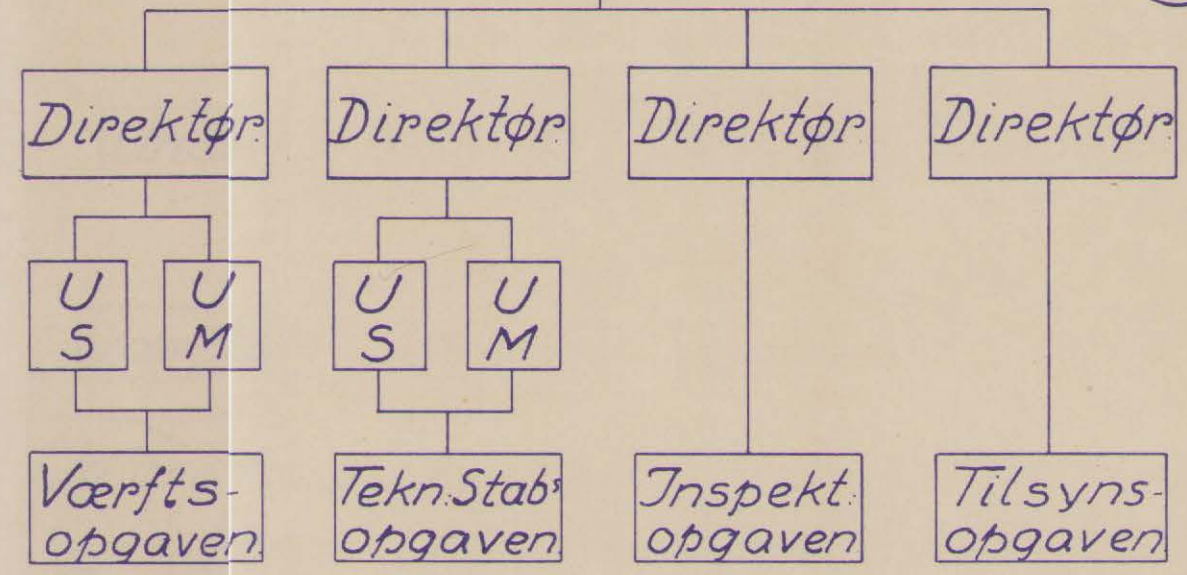 Direktør.
Direktør.
Direktør
Direktør
U
S
U
M
U
S
U
M
Værfts-
opgaven.
Tekn. Stabs
opgaven
Inspekt.
opgaven
Tilsyns-
opgaven